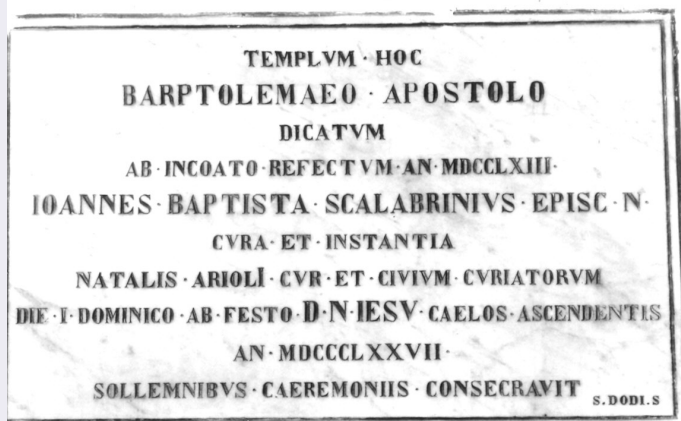 TEMPLVM · HOC
BARPTOLEMAEO · APOSTOLO
DICATVM
AB · INCOATO · REFECTVM · AN · MDCCLXIII ·
IOANNES · BAPTISTA · SCALABRINIVS · EPISC · N ·
CVRA · ET · INSTANTIA
NATALIS · ARIOLI · CVR · ET · CIVIVM · CVRIATORVM
DIE · I · DOMINICO · AB · FESTO · D · N · IESV · CAELOS · ASCENDENTIS
AN · MDCCCLXXVII ·
SOLLEMNIBVS · CAEREMONIIS · CONSECRAVIT
S. DODI. S